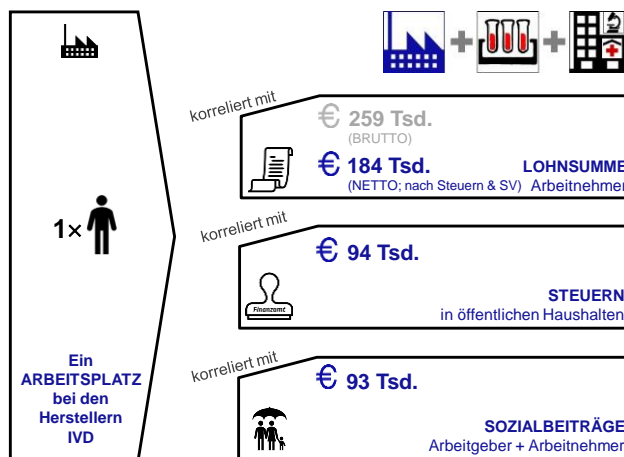 korreliert mit
€ 259 Tsd.
(BRUTTO)
€ 184 Tsd.
LOHNSUMME
(NETTO; nach Steuern & SV) Arbeitnehmer
1×
korreliert mit
€ 94 Tsd.
Finanzamt
STEUERN
in öffentlichen Haushalten
Ein
ARBEITSPLATZ
bei den
Herstellern
IVD
korreliert mit
€ 93 Tsd.
SOZIALBEITRÄGE
Arbeitgeber + Arbeitnehmer